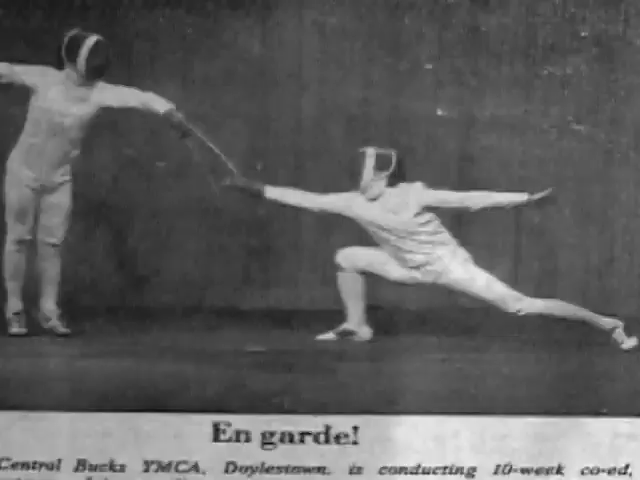 En garde!
Central Bucks YMCA, Doylestown, is conducting 10-week co-ed,